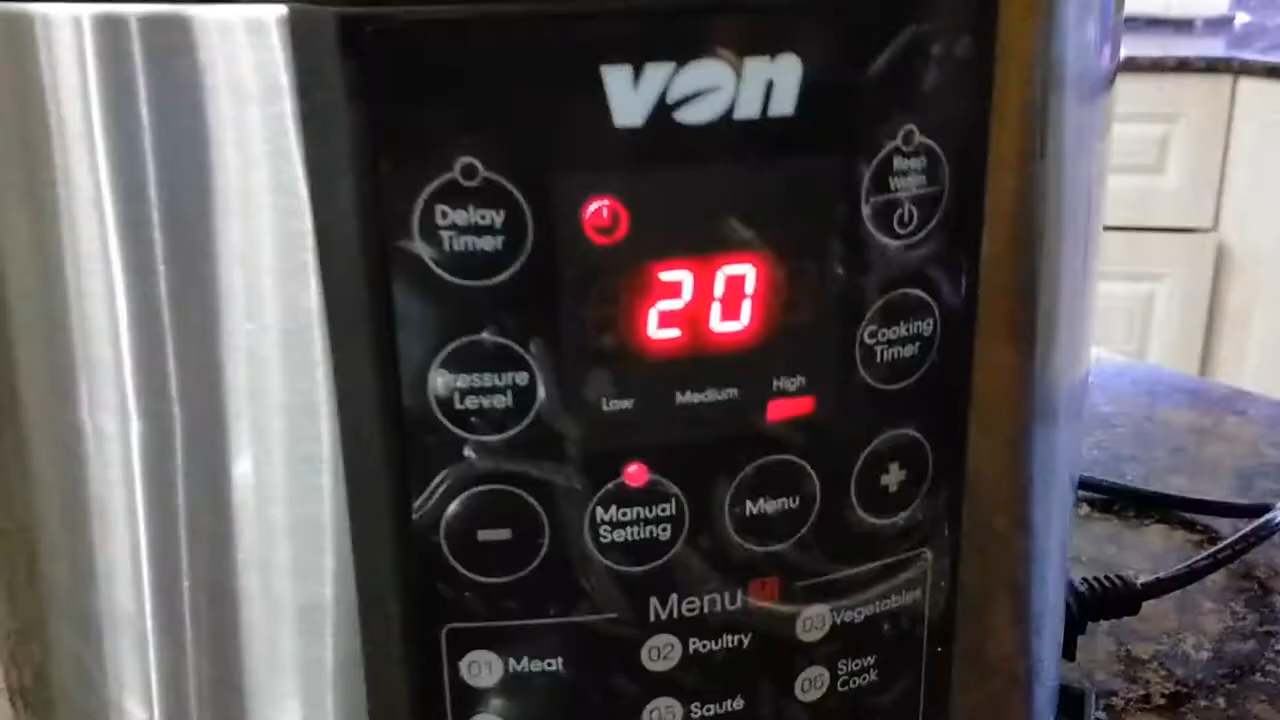 von
Delay
Timer
Keep
Warm
20
Pressure
Level
Cooking
Timer
Low Medium High
- Manual
Setting
Menu
+
Menu
01 Meat
02 Poultry
03 Vegetables
05 Sauté
06 Slow
Cook